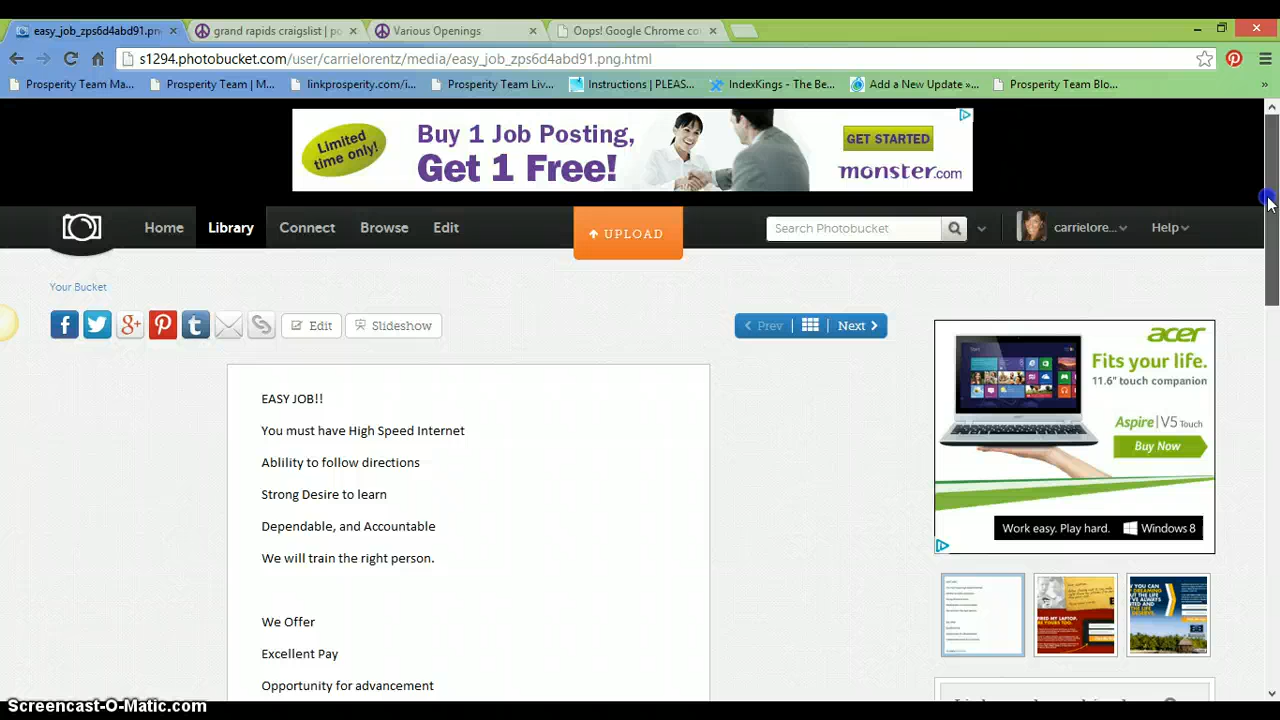 easy_job_zps6d4abd91.pn
grand rapids craigslist | po
Various Openings
Oops! Google Chrome co
s1294.photobucket.com/user/carrielorentz/media/easy_job_zps6d4abd91.png.html
Prosperity Team Ma...
Prosperity Team | M...
linkprosperity.com/i...
Prosperity Team Liv...
Instructions | PLEAS...
IndexKings - The Be...
Add a New Update »...
Prosperity Team Blo...
»
Limited
time only!
Buy 1 Job Posting,
Get 1 Free!
GET STARTED
monster.com
Home
Library
Connect
Browse
Edit
UPLOAD
Search Photobucket
carrielore...
Help
Your Bucket
Edit
Slideshow
Prev
Next
EASY JOB!!
You must have High Speed Internet
Ablility to follow directions
Strong Desire to learn
Dependable, and Accountable
We will train the right person.
We Offer
Excellent Pay
Opportunity for advancement
acer
Fits your life.
11.6" touch companion
Aspire | V5 Touch
Buy Now
Work easy. Play hard.
Windows 8
Screencast-O-Matic.com